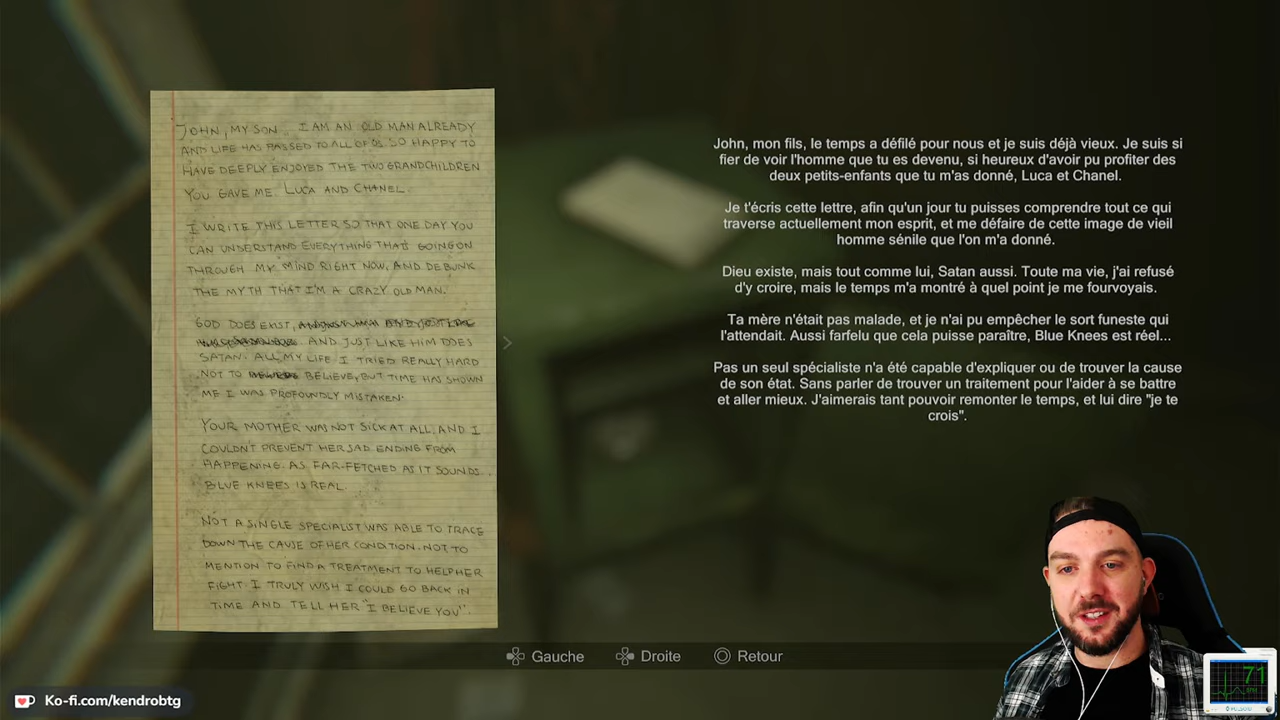 JOHN, MY SON... I AM AN OLD MAN ALREADY
AND LIFE HAS PASSED TO ALL OF US. SO HAPPY TO
HAVE DEEPLY ENJOYED THE TWO GRANDCHILDREN
YOU GAVE ME. LUCA AND CHANEL.
I WRITE THIS LETTER SO THAT ONE DAY YOU
CAN UNDERSTAND EVERYTHING THAT'S GOING ON
THROUGH MY MIND RIGHT NOW, AND DEBUNK
THE MYTH THAT I'M A CRAZY OLD MAN.
GOD DOES EXIST,
AND JUST LIKE HIM DOES
SATAN. ALL MY LIFE I TRIED REALLY HARD
NOT TO BELIEVE, BUT TIME HAS SHOWN
ME I WAS PROFOUNDLY MISTAKEN.
YOUR MOTHER WAS NOT SICK AT ALL, AND I
COULDN'T PREVENT HER SAD ENDING FROM
HAPPENING. AS FAR-FETCHED AS IT SOUNDS.
BLUE KNEES IS REAL.
NOT A SINGLE SPECIALIST WAS ABLE TO TRACE
DOWN THE CAUSE OF HER CONDITION. NOT TO
MENTION TO FIND A TREATMENT TO HELP HER
FIGHT. I TRULY WISH I COULD GO BACK IN
TIME AND TELL HER "I BELIEVE YOU".
John, mon fils, le temps a défilé pour nous et je suis déjà vieux. Je suis si
fier de voir l'homme que tu es devenu, si heureux d'avoir pu profiter des
deux petits-enfants que tu m'as donné, Luca et Chanel.
Je t'écris cette lettre, afin qu'un jour tu puisses comprendre tout ce qui
traverse actuellement mon esprit, et me défaire de cette image de vieil
homme sénile que l'on m'a donné.
Dieu existe, mais tout comme lui, Satan aussi. Toute ma vie, j'ai refusé
d'y croire, mais le temps m'a montré à quel point je me fourvoyais.
Ta mère n'était pas malade, et je n'ai pu empêcher le sort funeste qui
l'attendait. Aussi farfelu que cela puisse paraître, Blue Knees est réel...
Pas un seul spécialiste n'a été capable d'expliquer ou de trouver la cause
de son état. Sans parler de trouver un traitement pour l'aider à se battre
et aller mieux. J'aimerais tant pouvoir remonter le temps, et lui dire "je te
crois".
Gauche
Droite
Retour
Ko-fi.com/kendrobtg
71